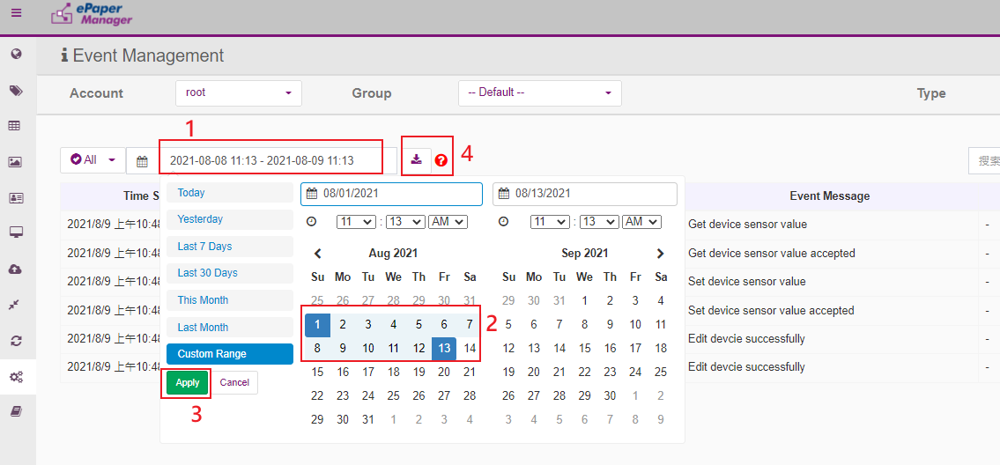 ePaper
Manager
i Event Management
Account root Group -- Default -- Type
1
All 2021-08-08 11:13 - 2021-08-09 11:13 ? 4 搜索
Time S Event Message
Today 08/01/2021 08/13/2021
2021/8/9 上午10:48 Yesterday 11 : 13 AM 11 : 13 AM Get device sensor value -
2021/8/9 上午10:48 Last 7 Days Aug 2021 Sep 2021 Get device sensor value accepted -
2021/8/9 上午10:48 Last 30 Days Su Mo Tu We Th Fr Sa Su Mo Tu We Th Fr Sa Set device sensor value -
This Month 25 26 27 28 29 30 31 29 30 31 1 2 3 4
2021/8/9 上午10:48 Last Month 1 2 3 4 5 6 7 2 5 6 7 8 9 10 11 Set device sensor value accepted -
2021/8/9 上午10:48 Custom Range 8 9 10 11 12 13 14 12 13 14 15 16 17 18 Edit devcie successfully -
2021/8/9 上午10:48 15 16 17 18 19 20 21 19 20 21 22 23 24 25 Edit devcie successfully -
Apply Cancel 22 23 24 25 26 27 28 26 27 28 29 30 1 2
3 29 30 31 1 2 3 4 3 4 5 6 7 8 9